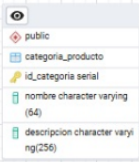 public
categoria_producto
id_categoria serial
nombre character varying
(64)
descripcion character varyi
ng(256)